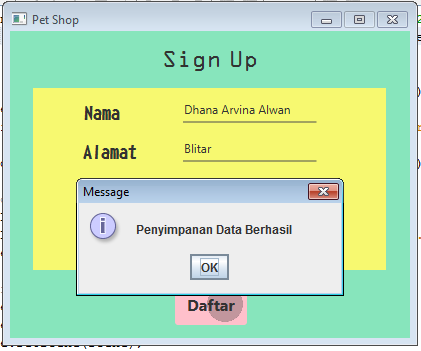 Pet Shop
Sign Up
Nama
Dhana Arvina Alwan
Alamat
Blitar
Message
Penyimpanan Data Berhasil
OK
Daftar